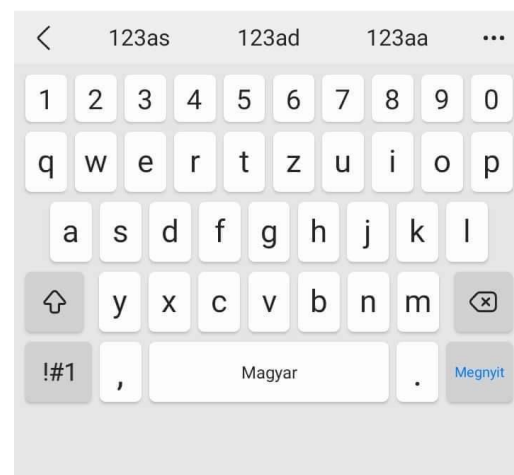 123as 123ad 123aa
1 2 3 4 5 6 7 8 9 0
q w e r t z u i o p
a s d f g h j k l
y x c v b n m
!#1 , Magyar . Megnyit